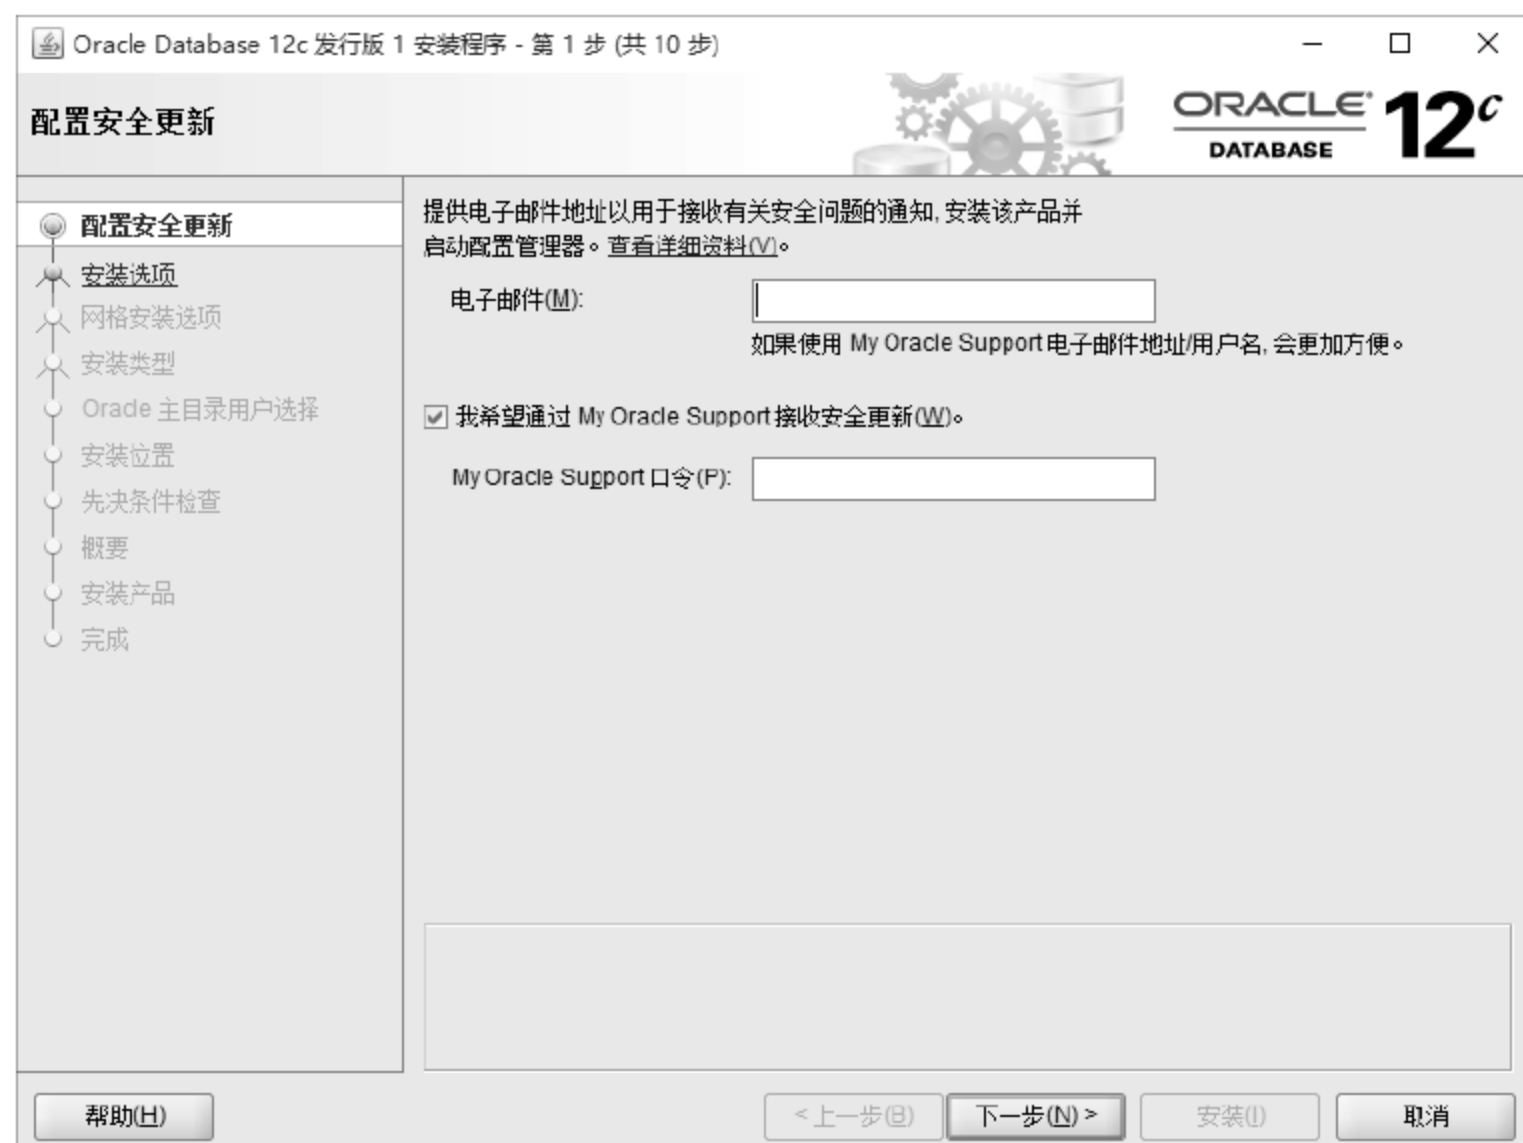 Oracle Database 12c 发行版 1 安装程序 - 第 1 步 (共 10 步)
配置安全更新
ORACLE
DATABASE
12c
配置安全更新
安装选项
网格安装选项
安装类型
Oracle 主目录用户选择
安装位置
先决条件检查
概要
安装产品
完成
提供电子邮件地址以用于接收有关安全问题的通知, 安装该产品并
启动配置管理器。查看详细资料(V)。
电子邮件(M):
如果使用 My Oracle Support 电子邮件地址/用户名, 会更加方便。
我希望通过 My Oracle Support 接收安全更新(W)。
My Oracle Support 口令(P):
帮助(H)
< 上一步(B)
下一步(N) >
安装(I)
取消